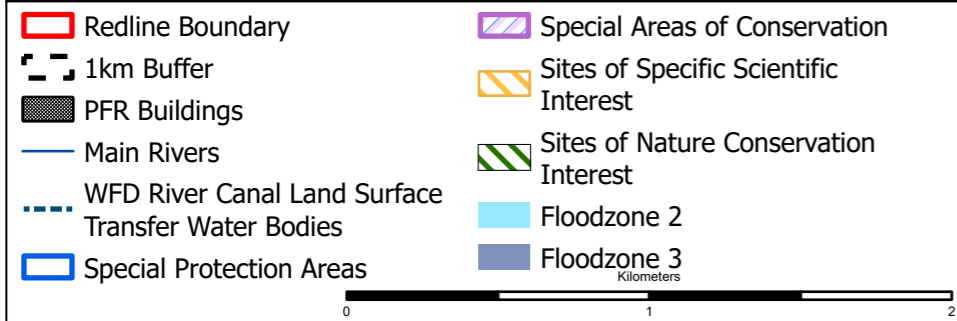 Redline Boundary
1km Buffer
PFR Buildings
Main Rivers
WFD River Canal Land Surface
Transfer Water Bodies
Special Protection Areas
Special Areas of Conservation
Sites of Specific Scientific
Interest
Sites of Nature Conservation
Interest
Floodzone 2
Floodzone 3
Kilometers
0
1
2